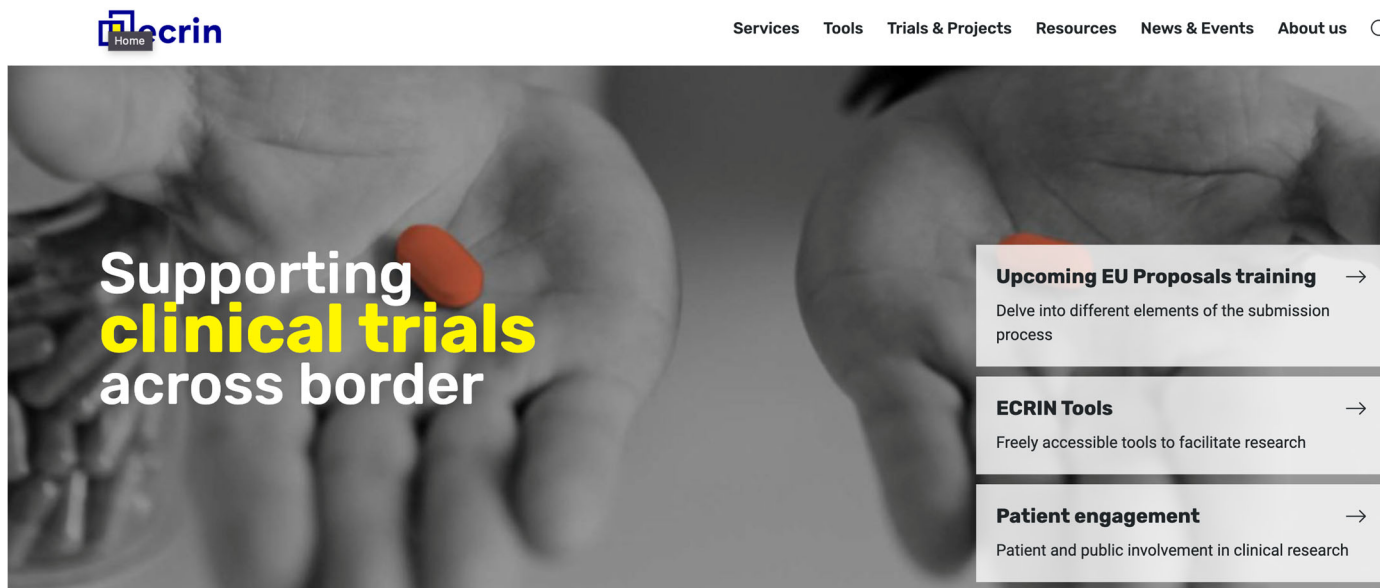 ecrin
Home
Services
Tools
Trials & Projects
Resources
News & Events
About us
Supporting
clinical trials
across border
Upcoming EU Proposals training
Delve into different elements of the submission
process
ECRIN Tools
Freely accessible tools to facilitate research
Patient engagement
Patient and public involvement in clinical research